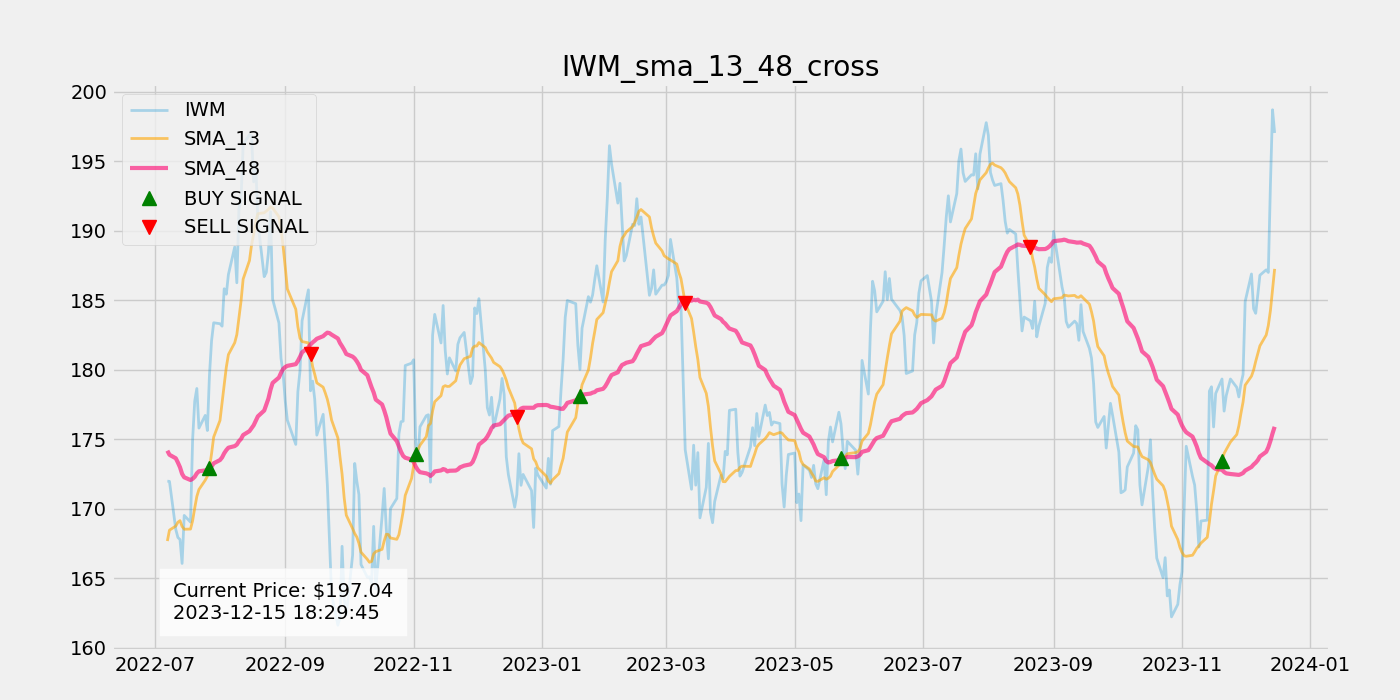 IWM_sma_13_48_cross
200
195
190
185
180
175
170
165
160
IWM
SMA_13
SMA_48
BUY SIGNAL
SELL SIGNAL
Current Price: $197.04
2023-12-15 18:29:45
2022-07 2022-09 2022-11 2023-01 2023-03 2023-05 2023-07 2023-09 2023-11 2024-01